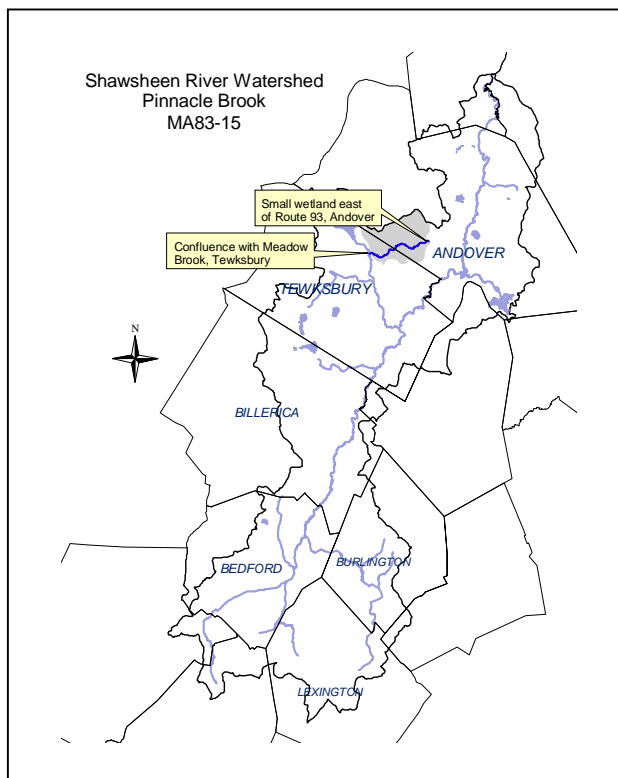 Shawsheen River Watershed
Pinnacle Brook
MA83-15
Small wetland east
of Route 93, Andover
Confluence with Meadow
Brook, Tewksbury
ANDOVER
TEWKSBURY
N
BILLERICA
BEDFORD
BURLINGTON
LEXINGTON